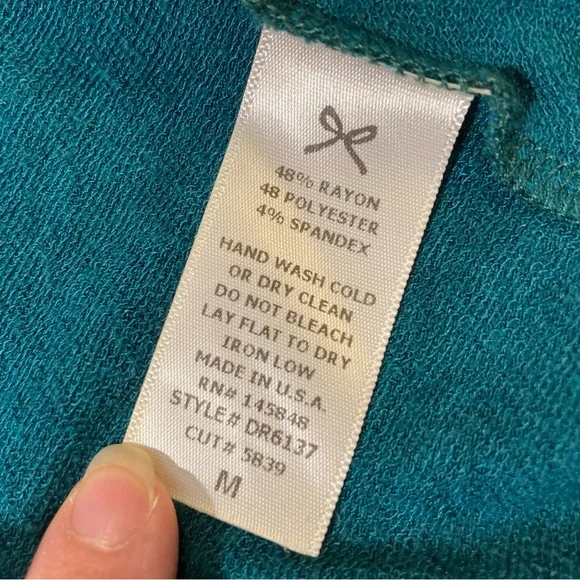 48% RAYON
48 POLYESTER
4% SPANDEX
HAND WASH COLD
OR DRY CLEAN
DO NOT BLEACH
LAY FLAT TO DRY
IRON LOW
MADE IN U.S.A.
RN# 145848
STYLE# DR6137
CUT# 5839
M